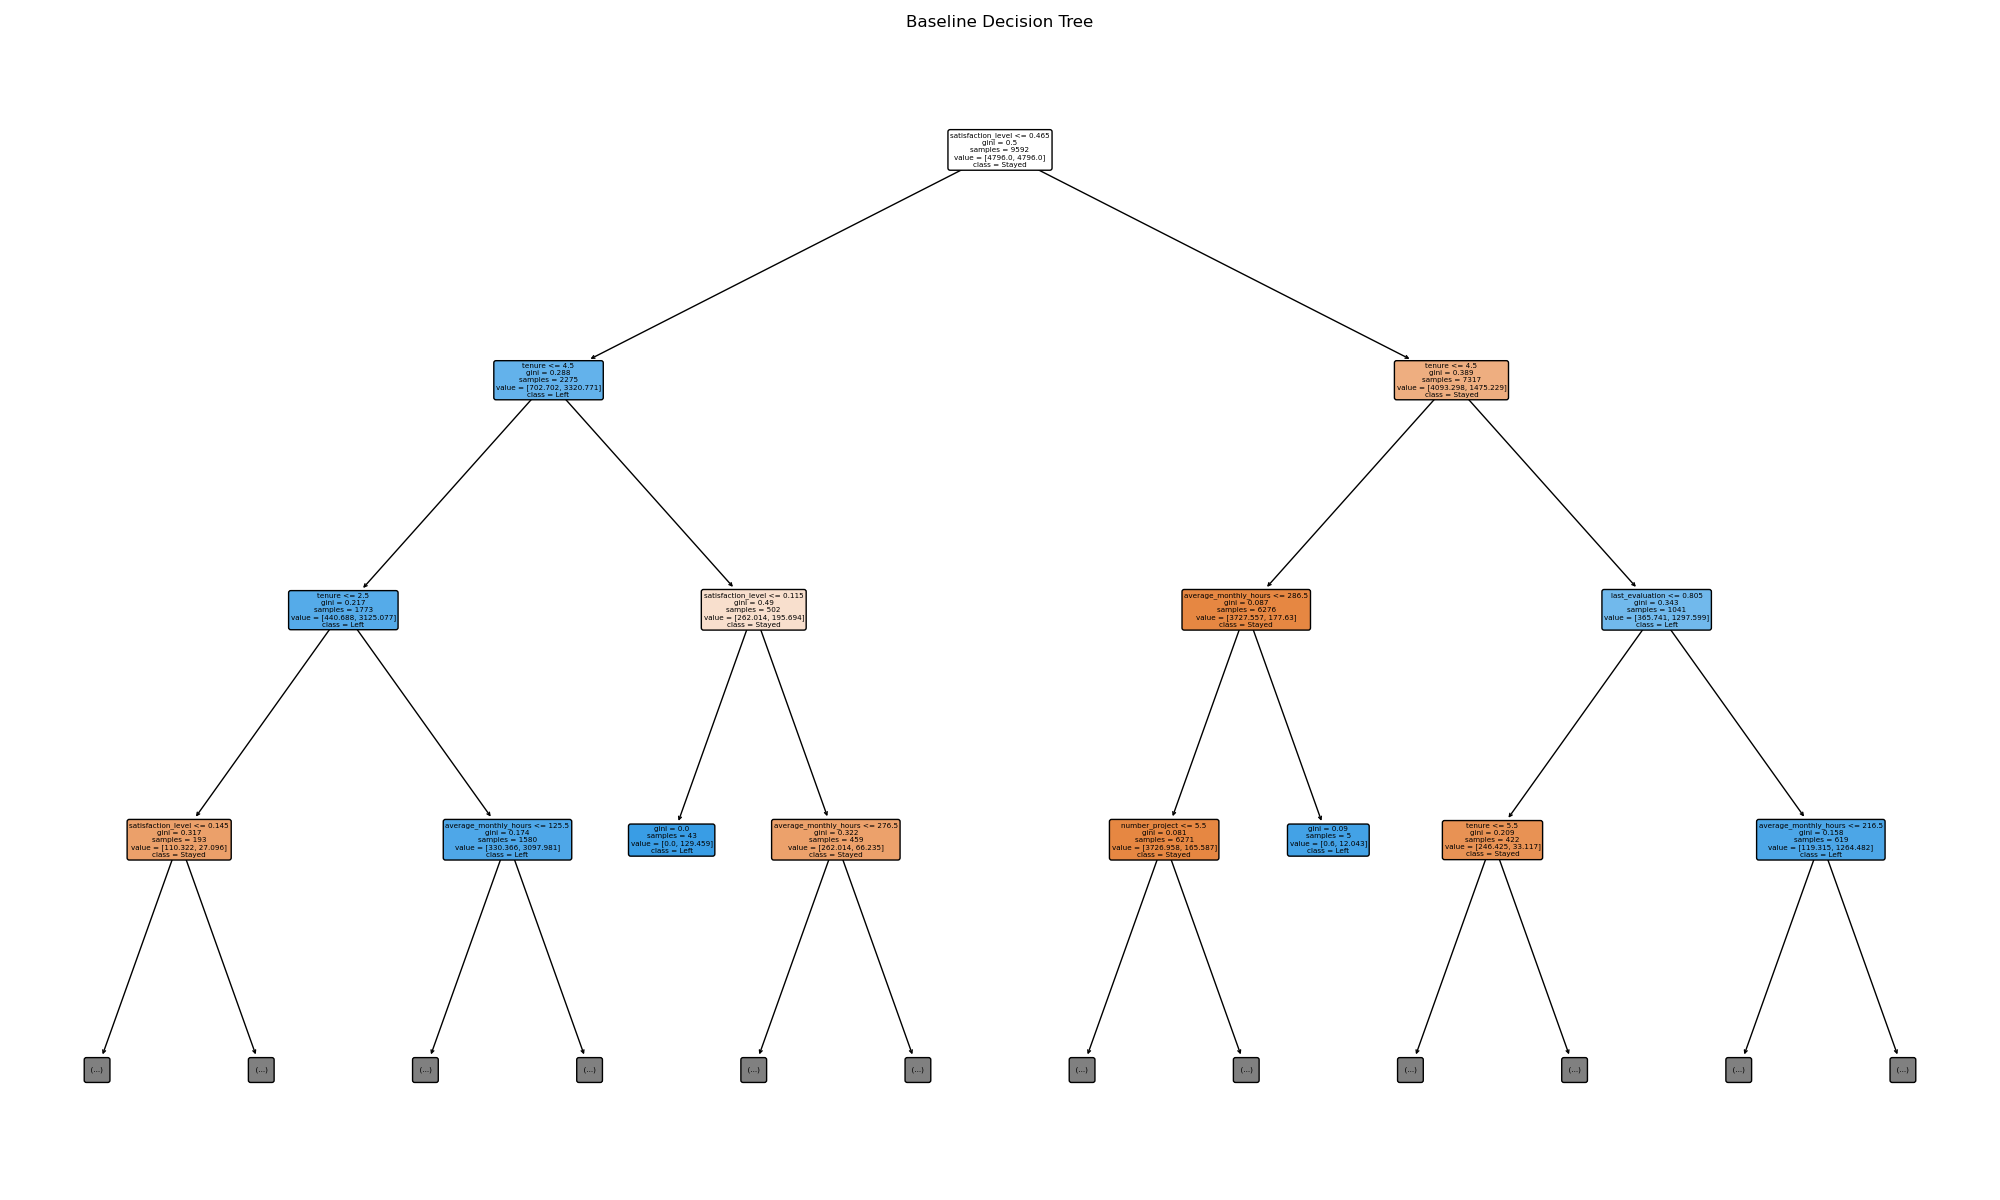 Baseline Decision Tree
satisfaction_level <= 0.465
gini = 0.5
samples = 9592
value = [4796.0, 4796.0]
class = Stayed
tenure <= 4.5
gini = 0.288
samples = 2275
value = [702.702, 3320.771]
class = Left
tenure <= 4.5
gini = 0.389
samples = 7317
value = [4093.298, 1475.229]
class = Stayed
tenure <= 2.5
gini = 0.217
samples = 1773
value = [440.688, 3125.077]
class = Left
satisfaction_level <= 0.115
gini = 0.49
samples = 502
value = [262.014, 195.694]
class = Stayed
average_monthly_hours <= 286.5
gini = 0.087
samples = 6276
value = [3727.557, 177.63]
class = Stayed
last_evaluation <= 0.805
gini = 0.343
samples = 1041
value = [365.741, 1297.599]
class = Left
satisfaction_level <= 0.145
gini = 0.317
samples = 193
value = [110.322, 27.096]
class = Stayed
average_monthly_hours <= 125.5
gini = 0.174
samples = 1580
value = [330.366, 3097.981]
class = Left
gini = 0.0
samples = 43
value = [0.0, 129.459]
class = Left
average_monthly_hours <= 276.5
gini = 0.322
samples = 459
value = [262.014, 66.235]
class = Stayed
number_project <= 5.5
gini = 0.081
samples = 6271
value = [3726.958, 165.587]
class = Stayed
gini = 0.09
samples = 5
value = [0.6, 12.043]
class = Left
tenure <= 5.5
gini = 0.209
samples = 422
value = [246.425, 33.117]
class = Stayed
average_monthly_hours <= 216.5
gini = 0.158
samples = 619
value = [119.315, 1264.482]
class = Left
(...)
(...)
(...)
(...)
(...)
(...)
(...)
(...)
(...)
(...)
(...)
(...)